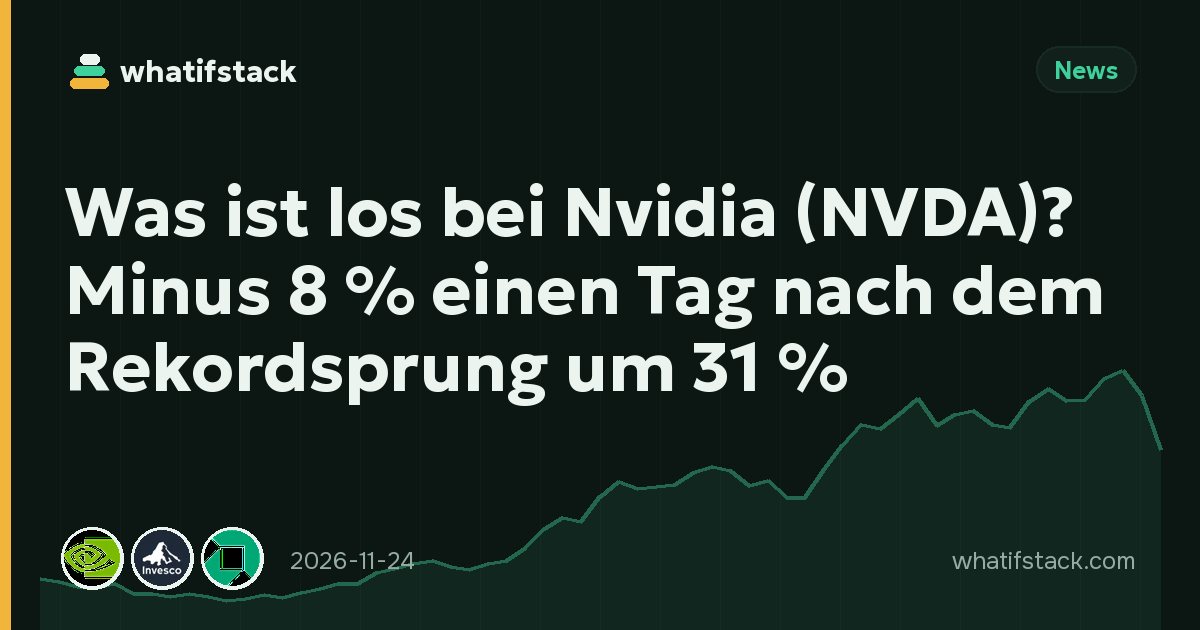 whatifstack
News
Was ist los bei Nvidia (NVDA)?
Minus 8 % einen Tag nach dem
Rekordsprung um 31 %
Invesco
2026-11-24
whatifstack.com